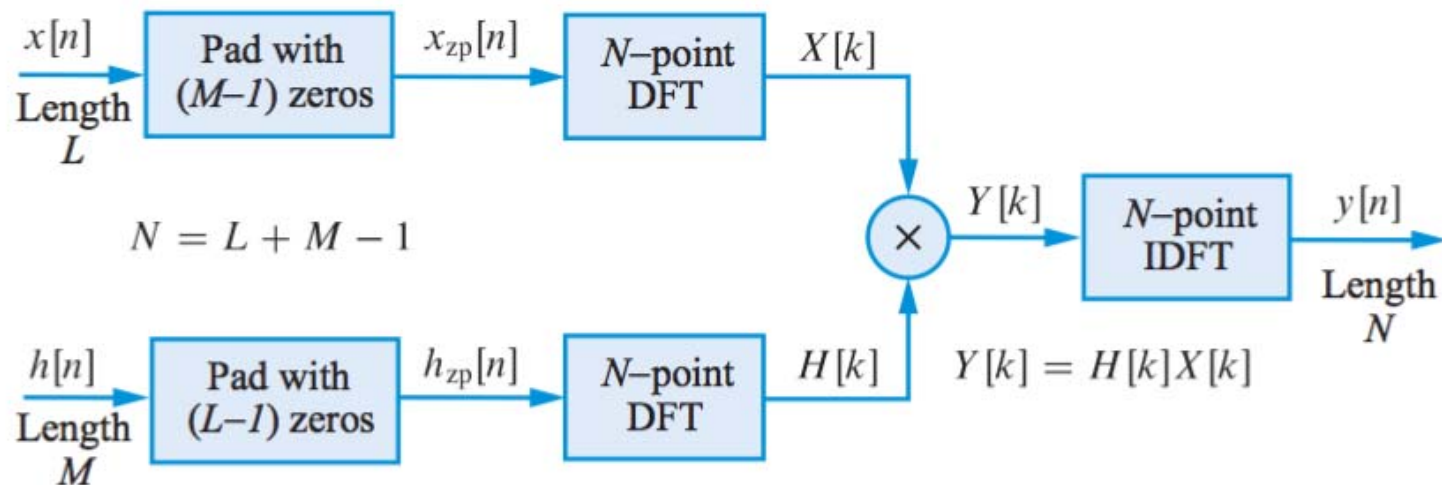 x[n]
Length
L
Pad with
(M–1) zeros
x_zp[n]
N–point
DFT
X[k]
N = L + M − 1
×
Y[k]
N–point
IDFT
y[n]
Length
N
h[n]
Length
M
Pad with
(L–1) zeros
h_zp[n]
N–point
DFT
H[k]
Y[k] = H[k]X[k]